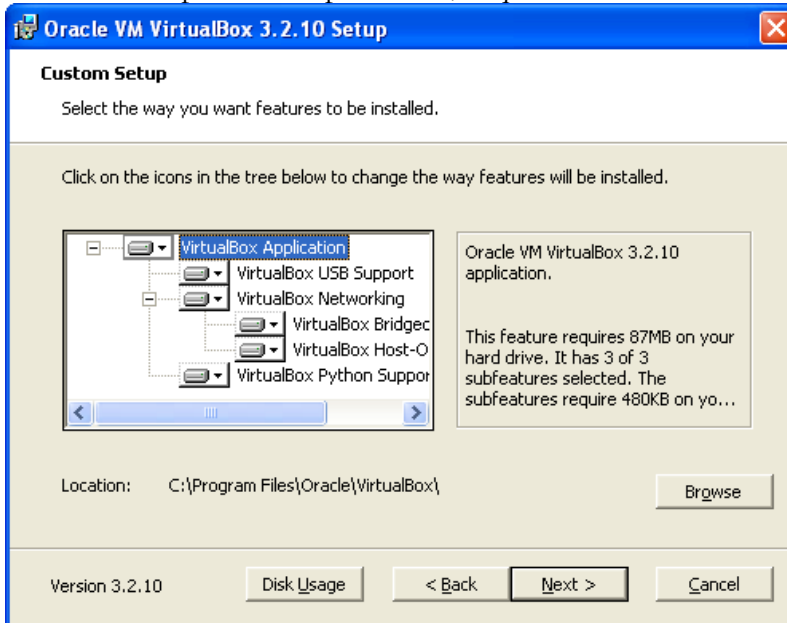 Oracle VM VirtualBox 3.2.10 Setup
Custom Setup
Select the way you want features to be installed.
Click on the icons in the tree below to change the way features will be installed.
VirtualBox Application
VirtualBox USB Support
VirtualBox Networking
VirtualBox Bridged
VirtualBox Host-O
VirtualBox Python Suppor
Oracle VM VirtualBox 3.2.10
application.
This feature requires 87MB on your
hard drive. It has 3 of 3
subfeatures selected. The
subfeatures require 480KB on yo...
Location: C:\Program Files\Oracle\VirtualBox\
Browse
Version 3.2.10 Disk Usage < Back Next > Cancel